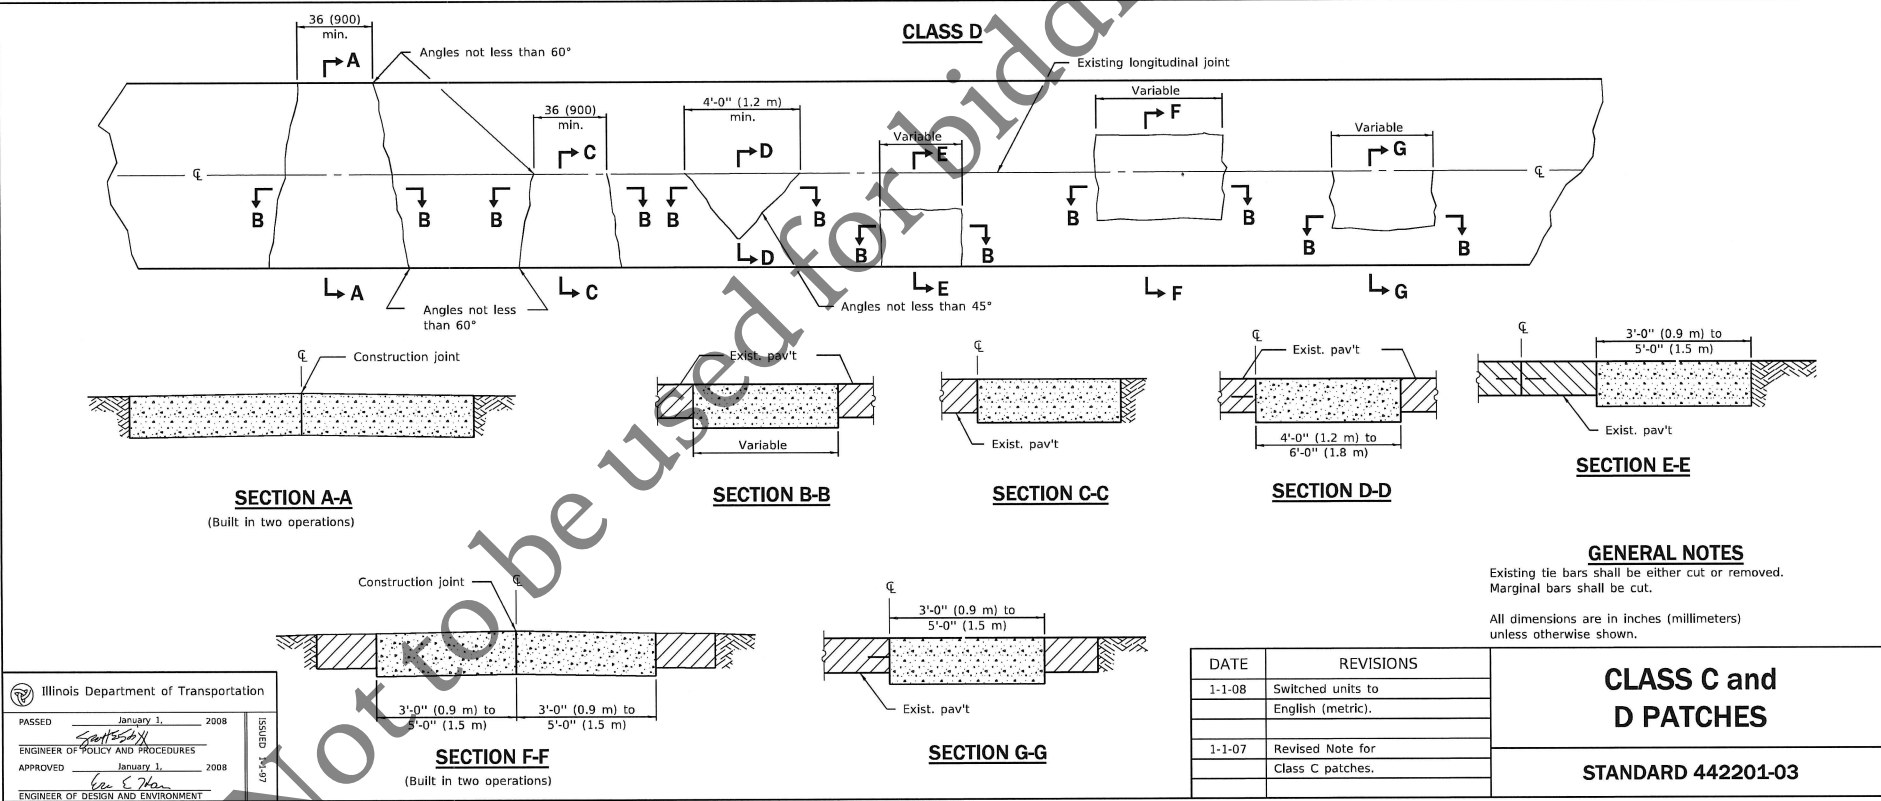 CLASS D
36 (900)
min.
A
Angles not less than 60°
Existing longitudinal joint
36 (900)
min.
C
4'-0" (1.2 m)
min.
D
Variable
E
Variable
F
Variable
G
℄
℄
B
B
B
B
B
B
B
B
B
B
B
B
A
Angles not less
than 60°
C
D
Angles not less than 45°
E
F
G
℄
Construction joint
SECTION A-A
(Built in two operations)
Exist. pav't
Variable
SECTION B-B
℄
Exist. pav't
SECTION C-C
℄
Exist. pav't
4'-0" (1.2 m) to
6'-0" (1.8 m)
SECTION D-D
℄
3'-0" (0.9 m) to
5'-0" (1.5 m)
Exist. pav't
SECTION E-E
Construction joint
℄
3'-0" (0.9 m) to
5'-0" (1.5 m)
3'-0" (0.9 m) to
5'-0" (1.5 m)
SECTION F-F
(Built in two operations)
℄
3'-0" (0.9 m) to
5'-0" (1.5 m)
Exist. pav't
SECTION G-G
GENERAL NOTES
Existing tie bars shall be either cut or removed.
Marginal bars shall be cut.
All dimensions are in inches (millimeters)
unless otherwise shown.
Illinois Department of Transportation
PASSED January 1, 2008
ENGINEER OF POLICY AND PROCEDURES
APPROVED January 1, 2008
ENGINEER OF DESIGN AND ENVIRONMENT
ISSUED 1-1-97
DATE REVISIONS
1-1-08 Switched units to
English (metric).
1-1-07 Revised Note for
Class C patches.
CLASS C and
D PATCHES
STANDARD 442201-03
Not to be used for